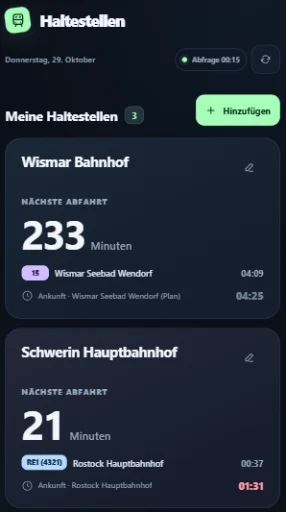 Haltestellen
Donnerstag, 29. Oktober
Abfrage 00:15
Meine Haltestellen 3
+ Hinzufügen
Wismar Bahnhof
NÄCHSTE ABFAHRT
233 Minuten
15 Wismar Seebad Wendorf 04:09
Ankunft · Wismar Seebad Wendorf (Plan) 04:25
Schwerin Hauptbahnhof
NÄCHSTE ABFAHRT
21 Minuten
RE1 (4321) Rostock Hauptbahnhof 00:37
Ankunft · Rostock Hauptbahnhof 01:31